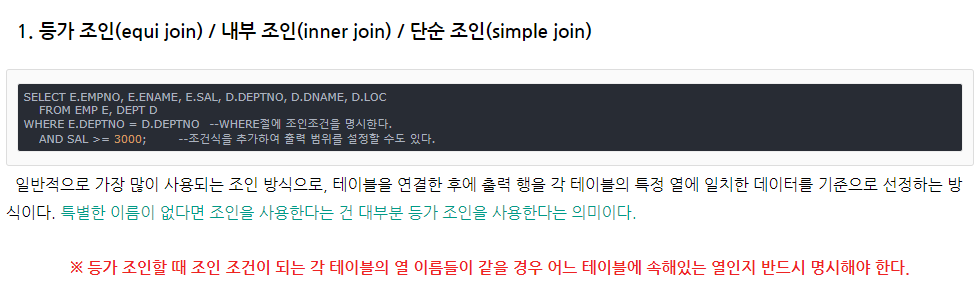 1. 등가 조인(equi join) / 내부 조인(inner join) / 단순 조인(simple join)
SELECT E.EMPNO, E.ENAME, E.SAL, D.DEPTNO, D.DNAME, D.LOC
FROM EMP E, DEPT D
WHERE E.DEPTNO = D.DEPTNO --WHERE절에 조인조건을 명시한다.
AND SAL >= 3000; --조건식을 추가하여 출력 범위를 설정할 수도 있다.
일반적으로 가장 많이 사용되는 조인 방식으로, 테이블을 연결한 후에 출력 행을 각 테이블의 특정 열에 일치한 데이터를 기준으로 선정하는 방
식이다. 특별한 이름이 없다면 조인을 사용한다는 건 대부분 등가 조인을 사용한다는 의미이다.
※ 등가 조인할 때 조인 조건이 되는 각 테이블의 열 이름들이 같을 경우 어느 테이블에 속해있는 열인지 반드시 명시해야 한다.